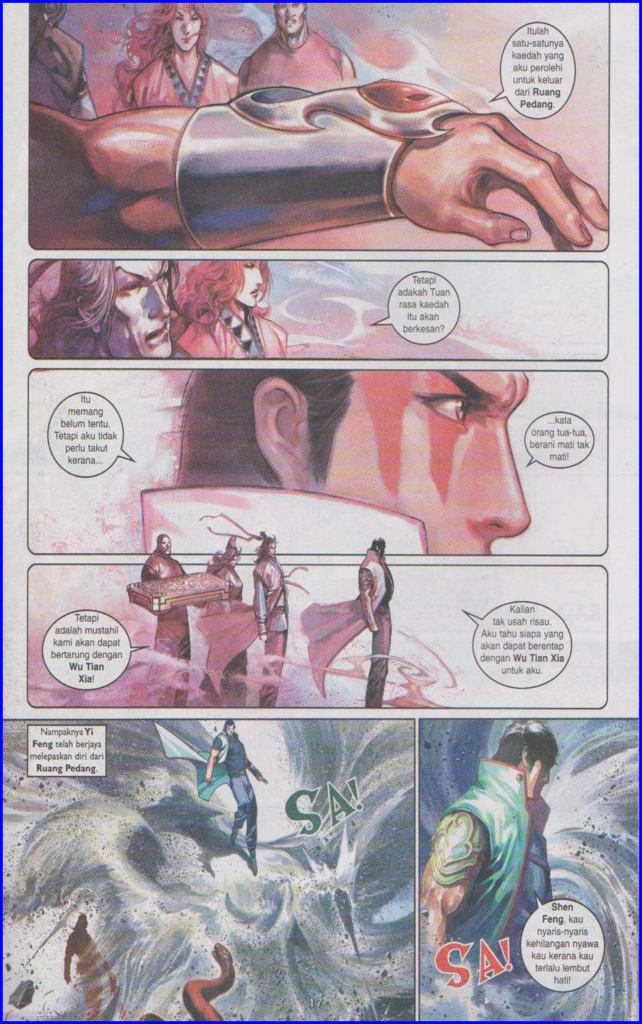 Itulah
satu-satunya
kaedah yang
aku perolehi
untuk keluar
dari Ruang
Pedang.
Tetapi
adakah Tuan
rasa kaedah
itu akan
berkesan?
Itu
memang
belum tentu.
Tetapi aku tidak
perlu takut
kerana...
...kata
orang tua-tua,
berani mati tak
mati!
Tetapi
adalah mustahil
kami akan dapat
bertarung dengan
Wu Tian
Xia!
Kalian
tak usah risau.
Aku tahu siapa yang
akan dapat berentap
dengan Wu Tian Xia
untuk aku.
Nampaknya Yi
Feng telah berjaya
melepaskan diri dari
Ruang Pedang.
SA!
Shen
Feng, kau
nyaris-nyaris
kehilangan nyawa
kau kerana kau
terlalu lembut
hati!
SA!
17